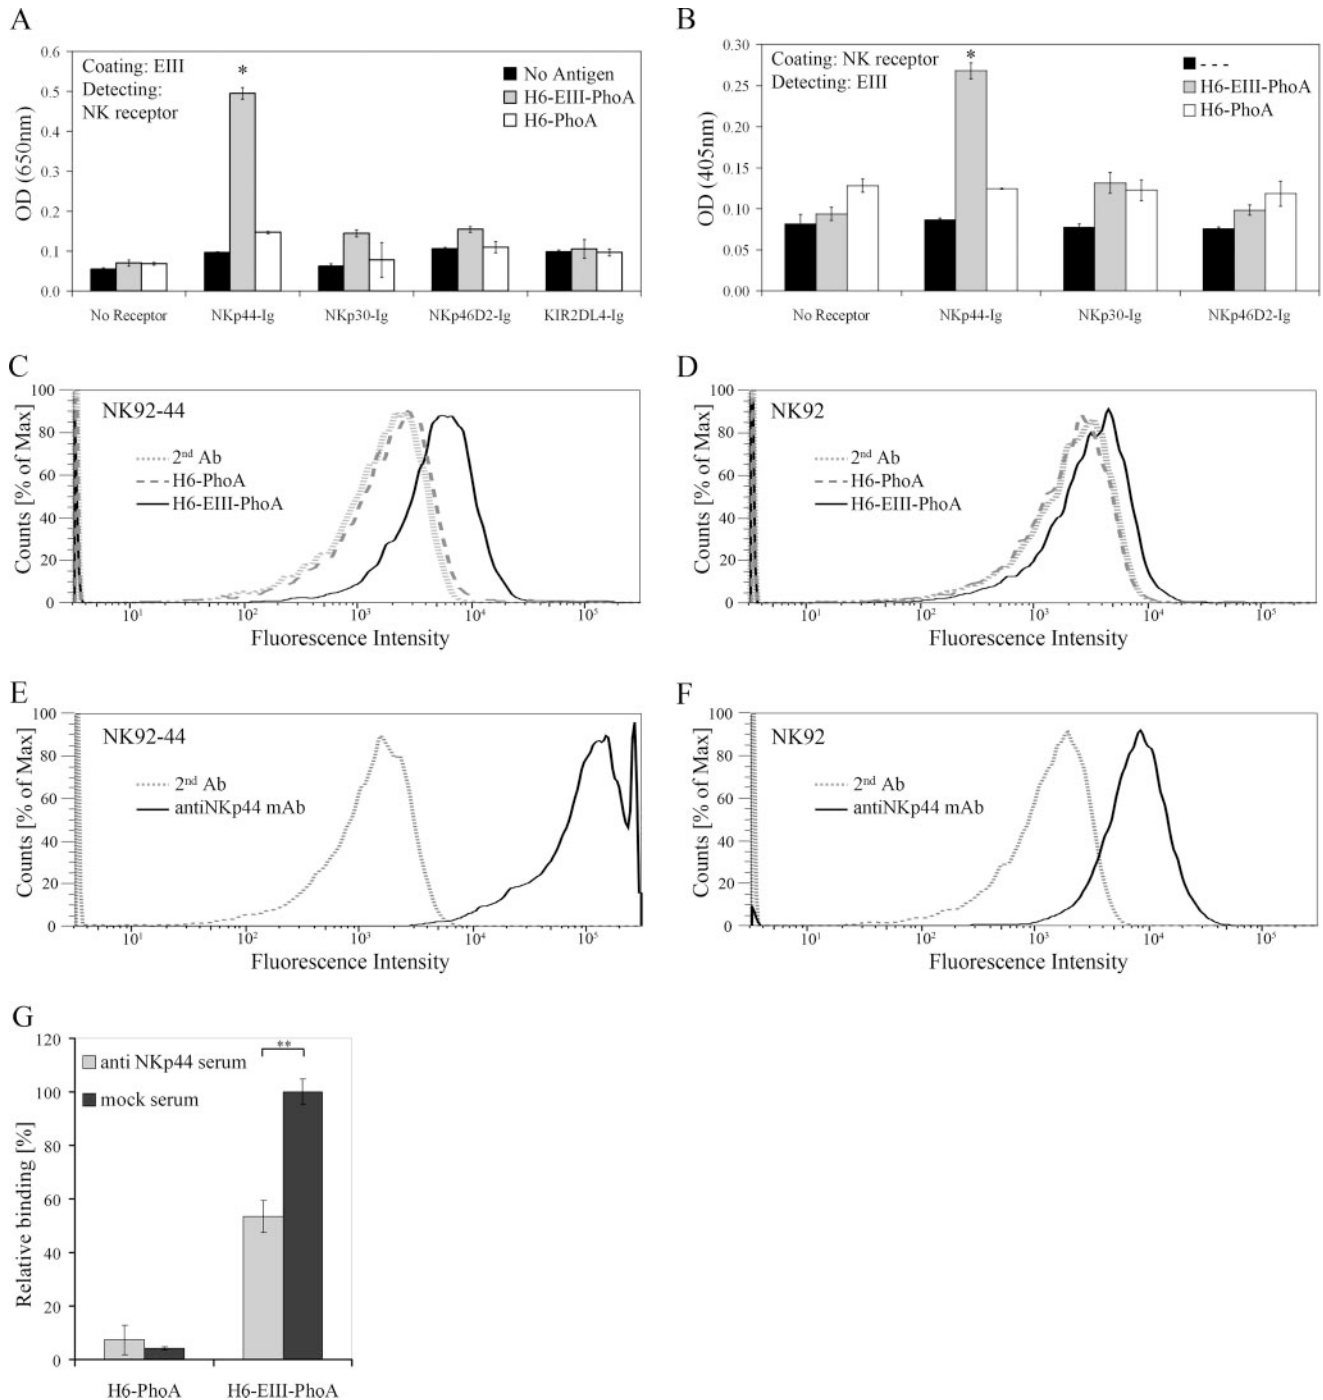 A
OD (650nm)
0.6
0.5
0.4
0.3
0.2
0.1
0.0
Coating: EIII
Detecting:
NK receptor
*
No Antigen
H6-EIII-PhoA
H6-PhoA
No Receptor NKp44-Ig NKp30-Ig NKp46D2-Ig KIR2DL4-Ig
B
OD (405nm)
0.30
0.25
0.20
0.15
0.10
0.05
0.00
Coating: NK receptor
Detecting: EIII
*
- - - -
H6-EIII-PhoA
H6-PhoA
No Receptor NKp44-Ig NKp30-Ig NKp46D2-Ig
C
Counts [% of Max]
100
80
60
40
20
0
NK92-44
2nd Ab
H6-PhoA
H6-EIII-PhoA
10¹ 10² 10³ 10⁴ 10⁵
Fluorescence Intensity
D
Counts [% of Max]
100
80
60
40
20
0
NK92
2nd Ab
H6-PhoA
H6-EIII-PhoA
10¹ 10² 10³ 10⁴ 10⁵
Fluorescence Intensity
E
Counts [% of Max]
100
80
60
40
20
0
NK92-44
2nd Ab
antiNKp44 mAb
10¹ 10² 10³ 10⁴ 10⁵
Fluorescence Intensity
F
Counts [% of Max]
100
80
60
40
20
0
NK92
2nd Ab
antiNKp44 mAb
10¹ 10² 10³ 10⁴ 10⁵
Fluorescence Intensity
G
Relative binding [%]
120
100
80
60
40
20
0
anti NKp44 serum
mock serum
**
H6-PhoA H6-EIII-PhoA